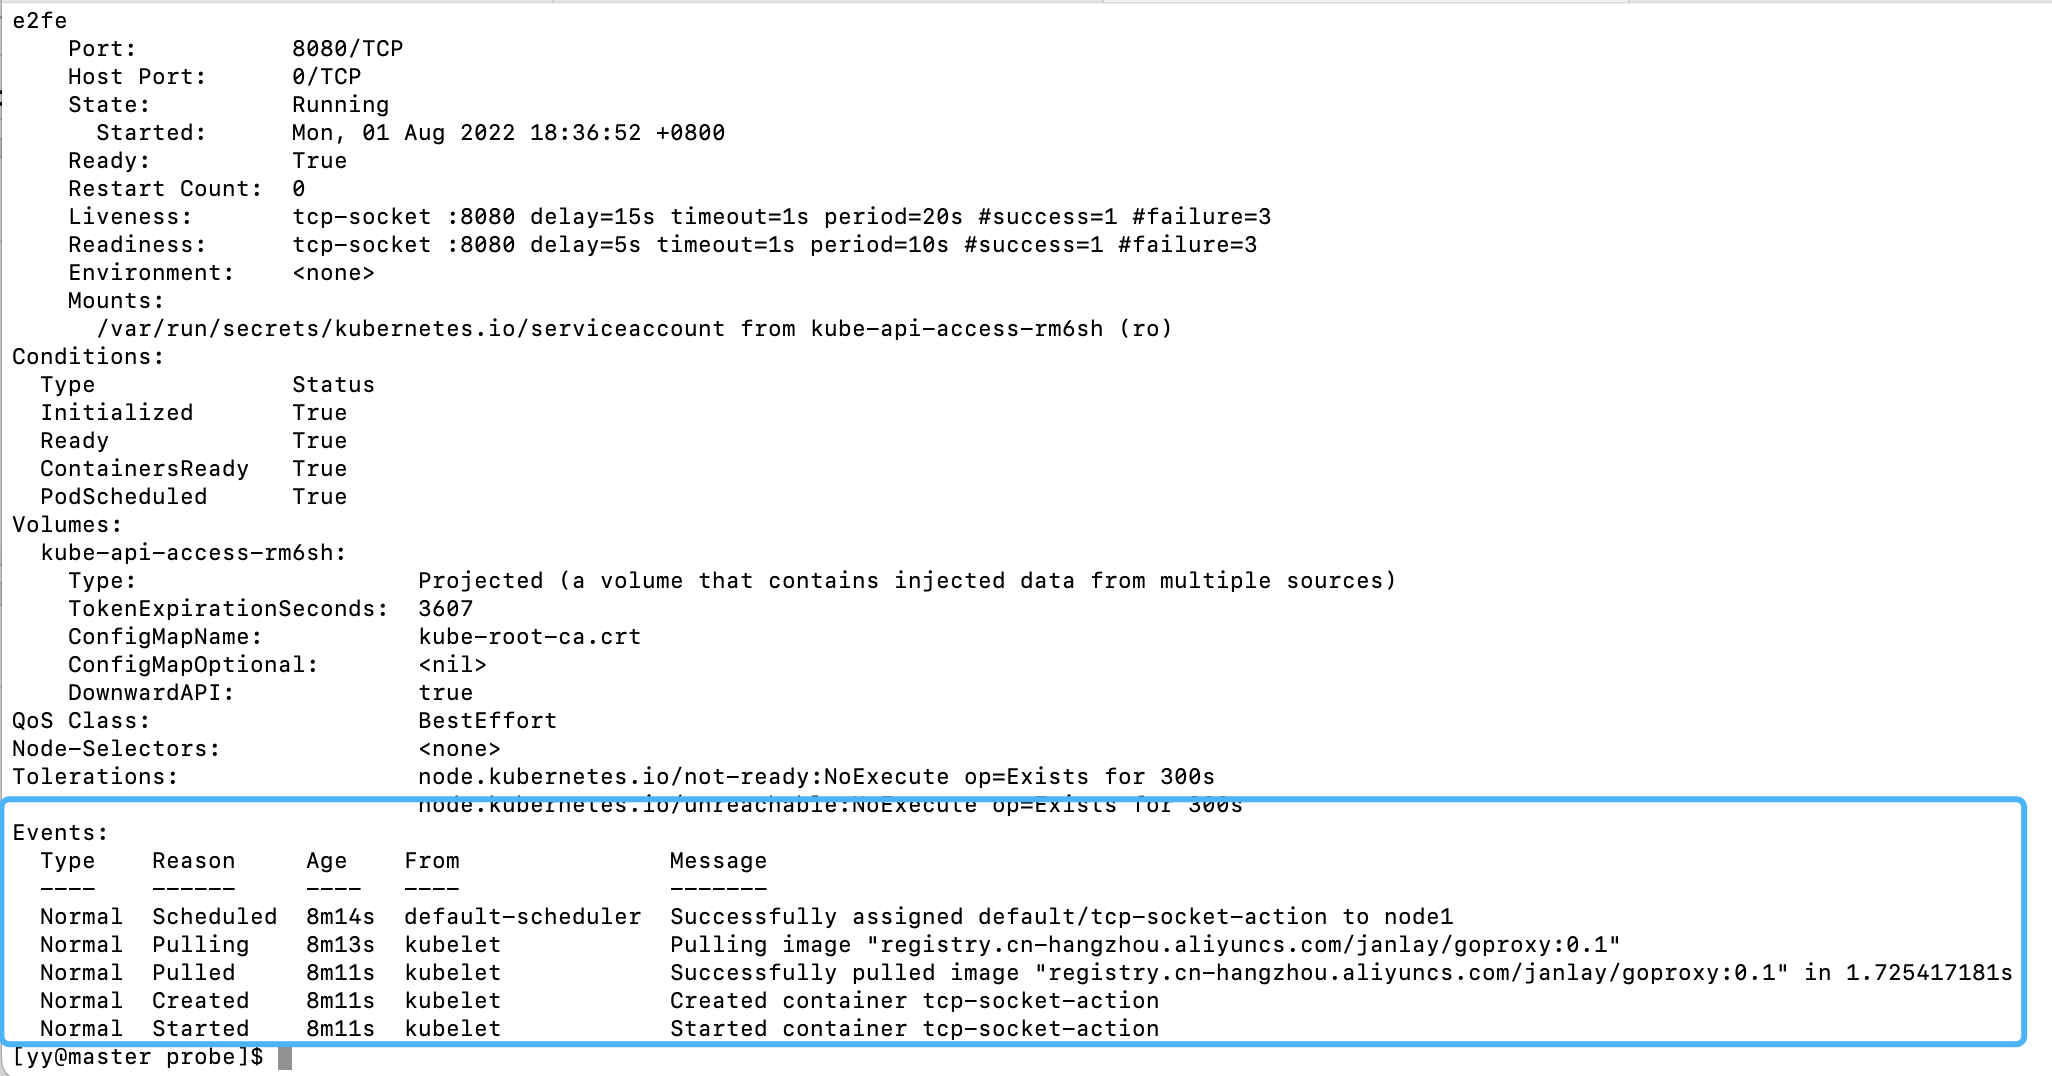 e2fe
    Port:           8080/TCP
    Host Port:      0/TCP
    State:          Running
      Started:      Mon, 01 Aug 2022 18:36:52 +0800
    Ready:          True
    Restart Count:  0
    Liveness:       tcp-socket :8080 delay=15s timeout=1s period=20s #success=1 #failure=3
    Readiness:      tcp-socket :8080 delay=5s timeout=1s period=10s #success=1 #failure=3
    Environment:    <none>
    Mounts:
      /var/run/secrets/kubernetes.io/serviceaccount from kube-api-access-rm6sh (ro)
Conditions:
  Type              Status
  Initialized       True
  Ready             True
  ContainersReady   True
  PodScheduled      True
Volumes:
  kube-api-access-rm6sh:
    Type:                    Projected (a volume that contains injected data from multiple sources)
    TokenExpirationSeconds:  3607
    ConfigMapName:           kube-root-ca.crt
    ConfigMapOptional:       <nil>
    DownwardAPI:             true
QoS Class:                   BestEffort
Node-Selectors:              <none>
Tolerations:                 node.kubernetes.io/not-ready:NoExecute op=Exists for 300s
                             node.kubernetes.io/unreachable:NoExecute op=Exists for 300s
Events:
  Type    Reason     Age   From               Message
  ----    ------     ----  ----               -------
  Normal  Scheduled  8m14s  default-scheduler  Successfully assigned default/tcp-socket-action to node1
  Normal  Pulling    8m13s  kubelet            Pulling image "registry.cn-hangzhou.aliyuncs.com/janlay/goproxy:0.1"
  Normal  Pulled     8m11s  kubelet            Successfully pulled image "registry.cn-hangzhou.aliyuncs.com/janlay/goproxy:0.1" in 1.725417181s
  Normal  Created    8m11s  kubelet            Created container tcp-socket-action
  Normal  Started    8m11s  kubelet            Started container tcp-socket-action
[yy@master probe]$